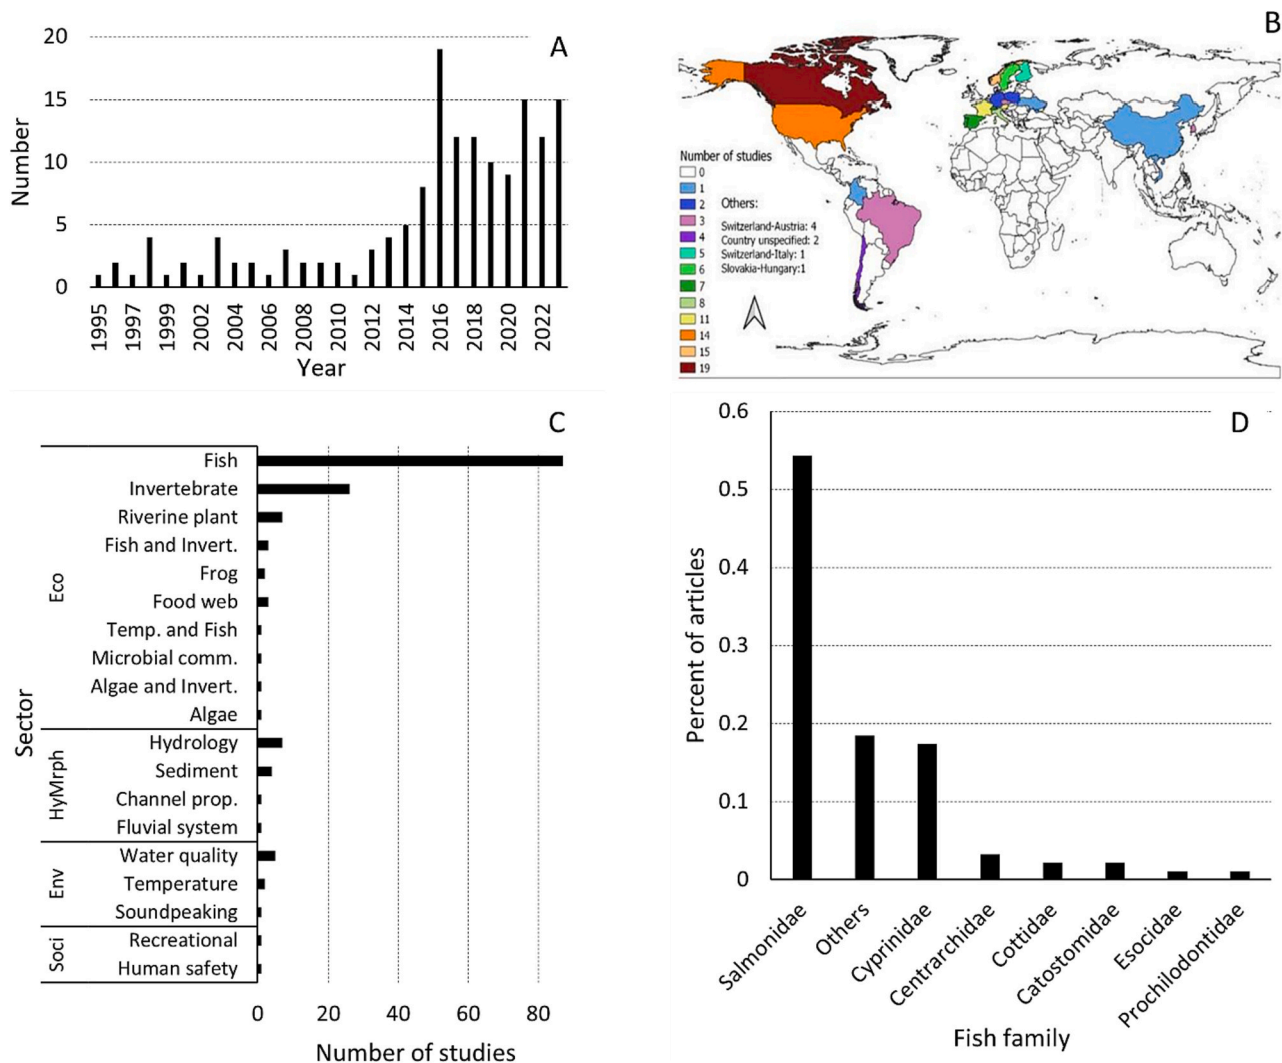 A
20
15
10
5
0
Number
1995
1997
1999
2002
2004
2006
2008
2010
2012
2014
2016
2018
2020
2022
Year
B
Number of studies
0
1
2
3
4
5
6
7
8
11
14
15
19
Others:
Switzerland-Austria: 4
Country unspecified: 2
Switzerland-Italy: 1
Slovakia-Hungary:1
C
Sector
Eco
Fish
Invertebrate
Riverine plant
Fish and Invert.
Frog
Food web
Temp. and Fish
Microbial comm.
Algae and Invert.
Algae
HyMrph
Hydrology
Sediment
Channel prop.
Fluvial system
Env
Water quality
Temperature
Soundpeaking
Soci
Recreational
Human safety
0 20 40 60 80
Number of studies
D
0.6
0.5
0.4
0.3
0.2
0.1
0
Percent of articles
Salmonidae
Others
Cyprinidae
Centrarchidae
Cottidae
Catostomidae
Esocidae
Prochilodontidae
Fish family